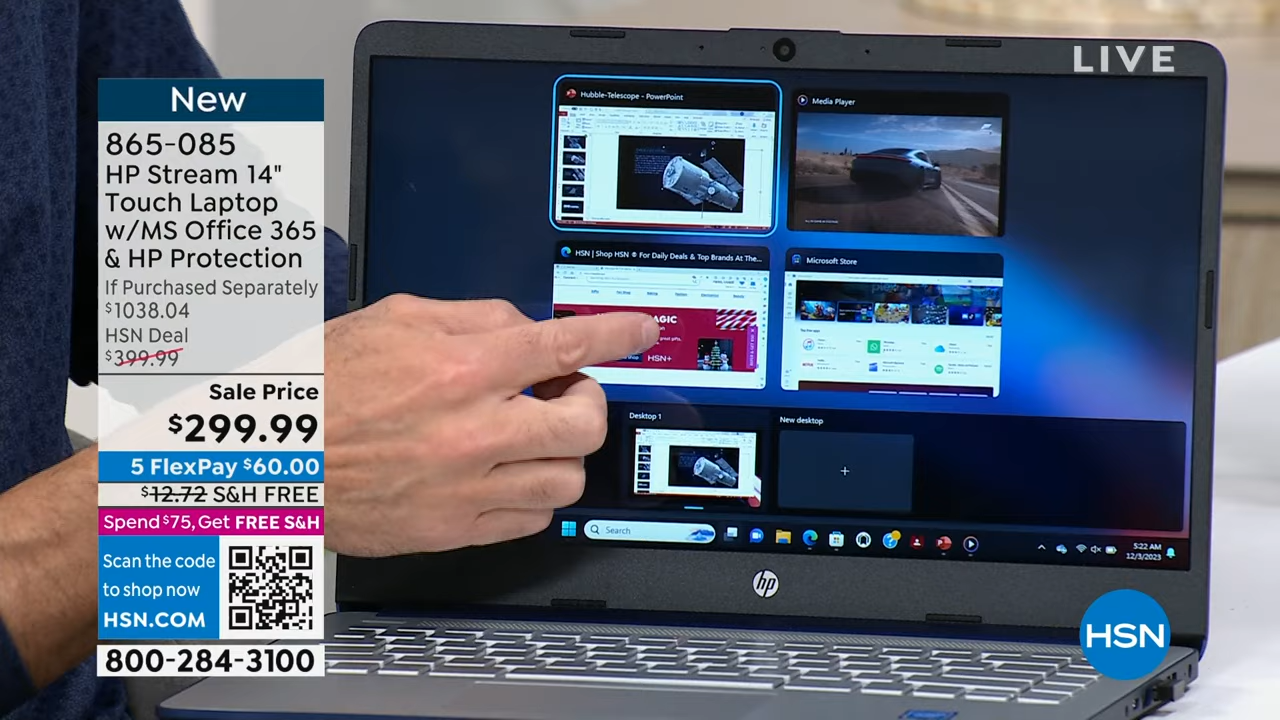 LIVE
New
865-085
HP Stream 14"
Touch Laptop
w/MS Office 365
& HP Protection
If Purchased Separately
$1038.04
HSN Deal
$399.99
Sale Price
$299.99
5 FlexPay $60.00
$12.72 S&H FREE
Spend $75, Get FREE S&H
Scan the code
to shop now
HSN.COM
800-284-3100
Hubble-Telescope - PowerPoint
Media Player
HSN | Shop HSN ® For Daily Deals & Top Brands At The...
Microsoft Store
AGIC
HSN+
Desktop 1
New desktop
Search
5:22 AM
12/3/2023
hp
HSN